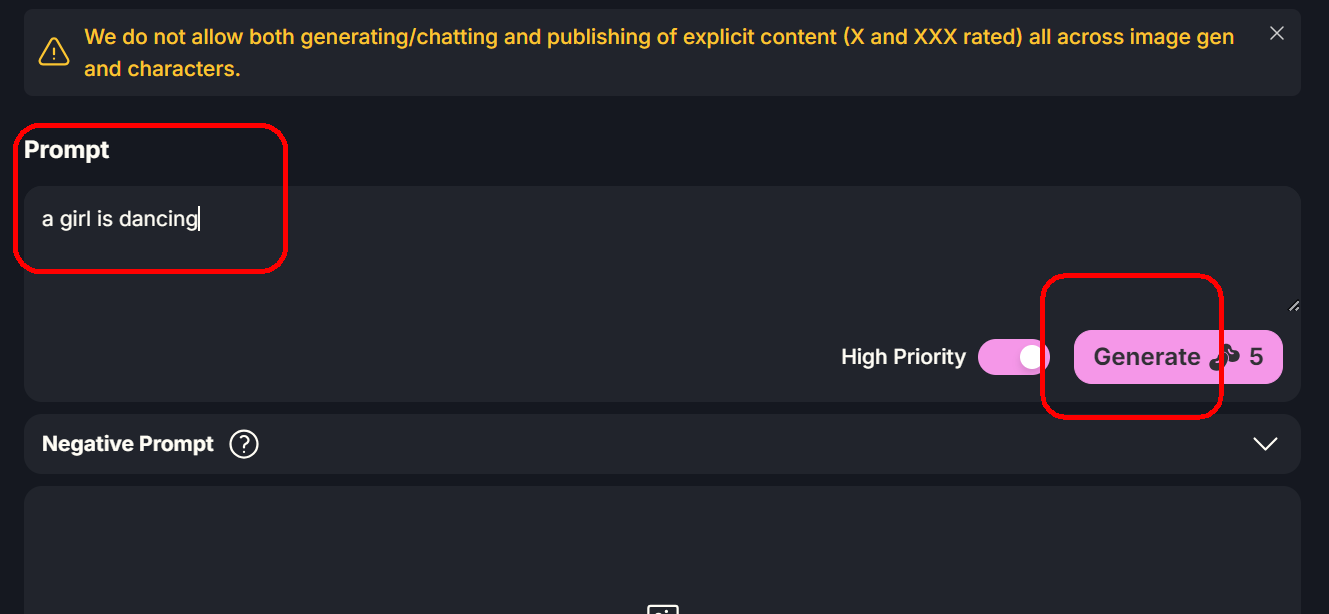 We do not allow both generating/chatting and publishing of explicit content (X and XXX rated) all across image gen
and characters.
Prompt
a girl is dancing
High Priority
Generate 5
Negative Prompt ?